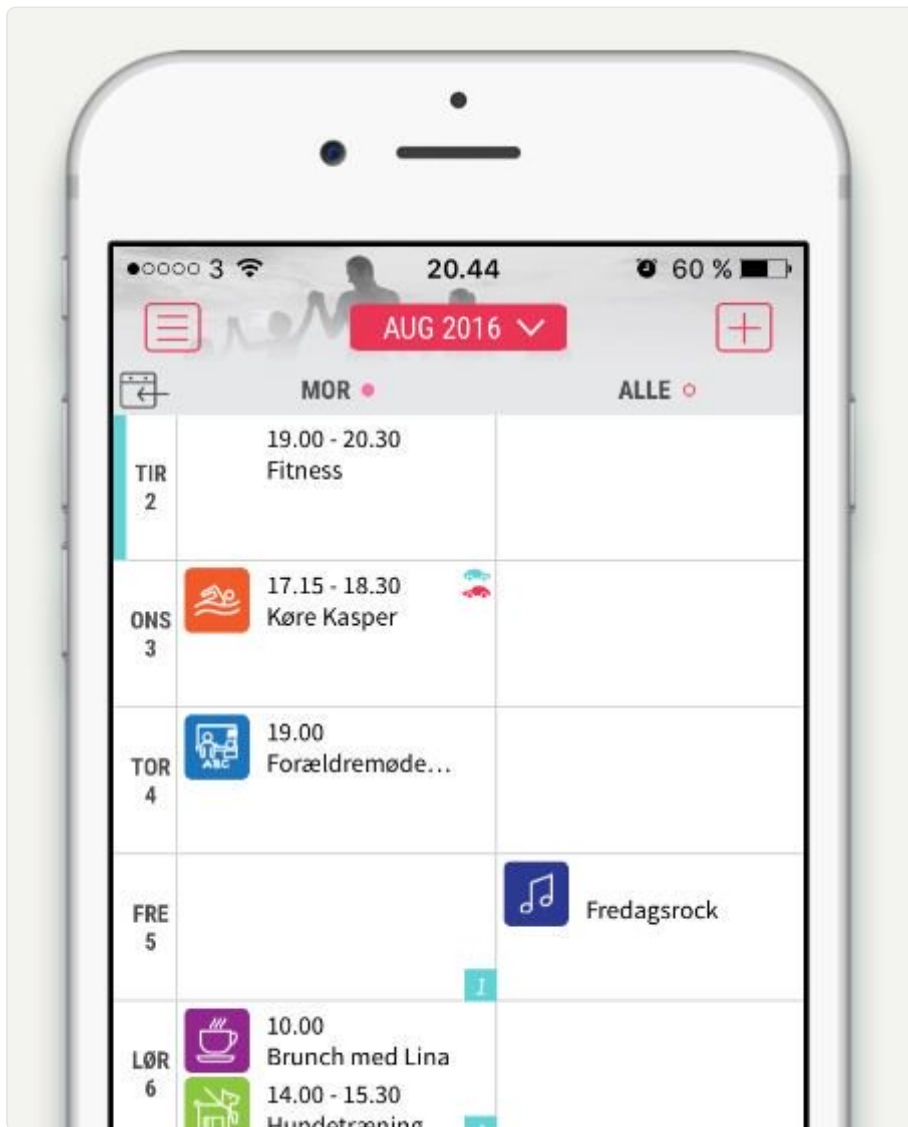 3 20.44 60 %
AUG 2016
MOR ALLE
TIR
2
19.00 - 20.30
Fitness
ONS
3
17.15 - 18.30
Køre Kasper
TOR
4
ABC
19.00
Forældremøde...
FRE
5
Fredagsrock
1
LØR
6
10.00
Brunch med Lina
14.00 - 15.30
Hundetræning